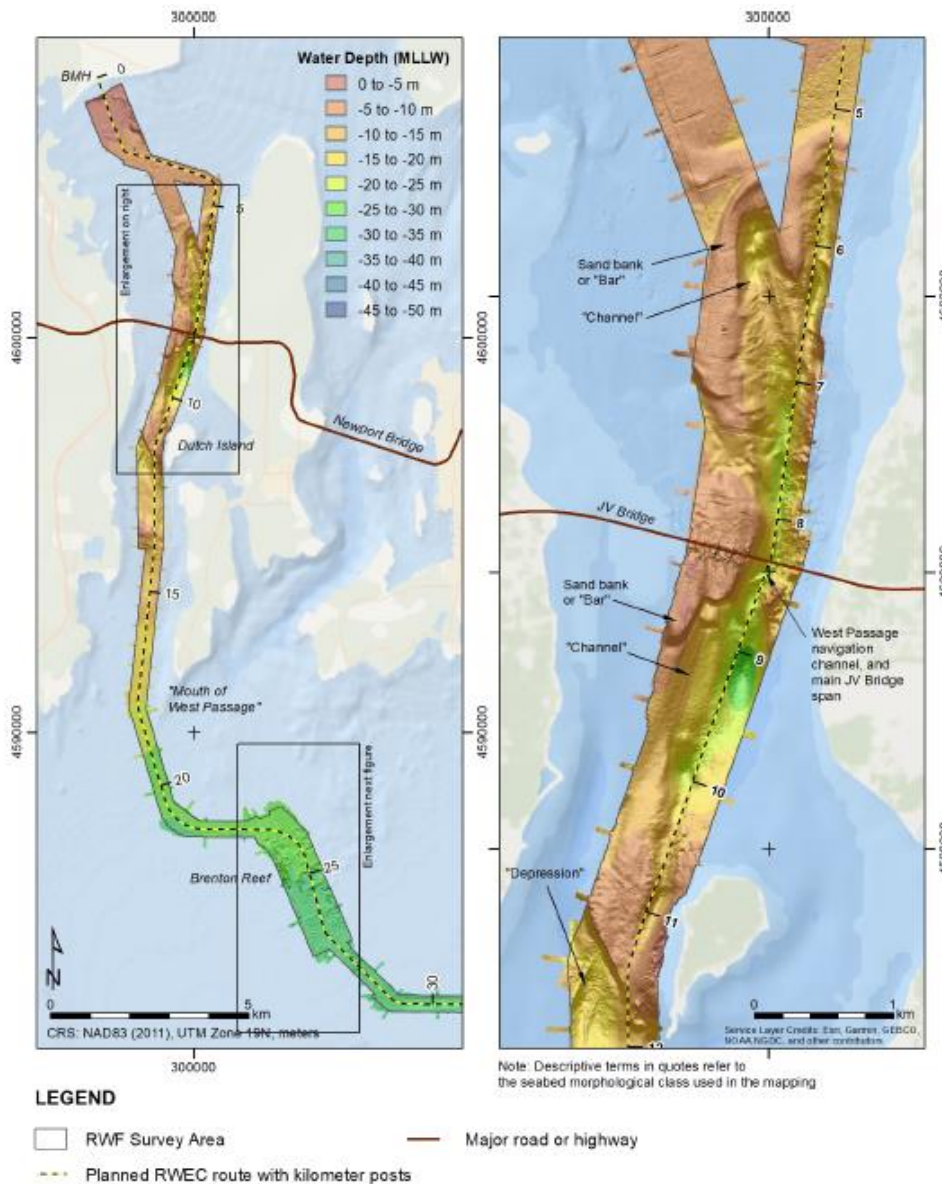 300000
300000
BMH
0
Water Depth (MLLW)
0 to -5 m
-5 to -10 m
-10 to -15 m
-15 to -20 m
-20 to -25 m
-25 to -30 m
-30 to -35 m
-35 to -40 m
-40 to -45 m
-45 to -50 m
Enlargement on right
5
4600000
10
Dutch Island
Newport Bridge
15
"Mouth of
West Passage"
4590000
20
Enlargement next figure
Brenton Reef
25
30
N
0
5
km
CRS: NAD83 (2011), UTM Zone 19N, meters
300000
5
6
Sand bank
or "Bar"
"Channel"
7
8
JV Bridge
Sand bank
or "Bar"
"Channel"
West Passage
navigation
channel, and
main JV Bridge
span
9
10
"Depression"
11
12
0
1
km
Service Layer Credits: Esri, Garmin, GEBCO,
NOAA NGDC, and other contributors
Note: Descriptive terms in quotes refer to
the seabed morphological class used in the mapping
LEGEND
RWF Survey Area
Major road or highway
Planned RWEC route with kilometer posts